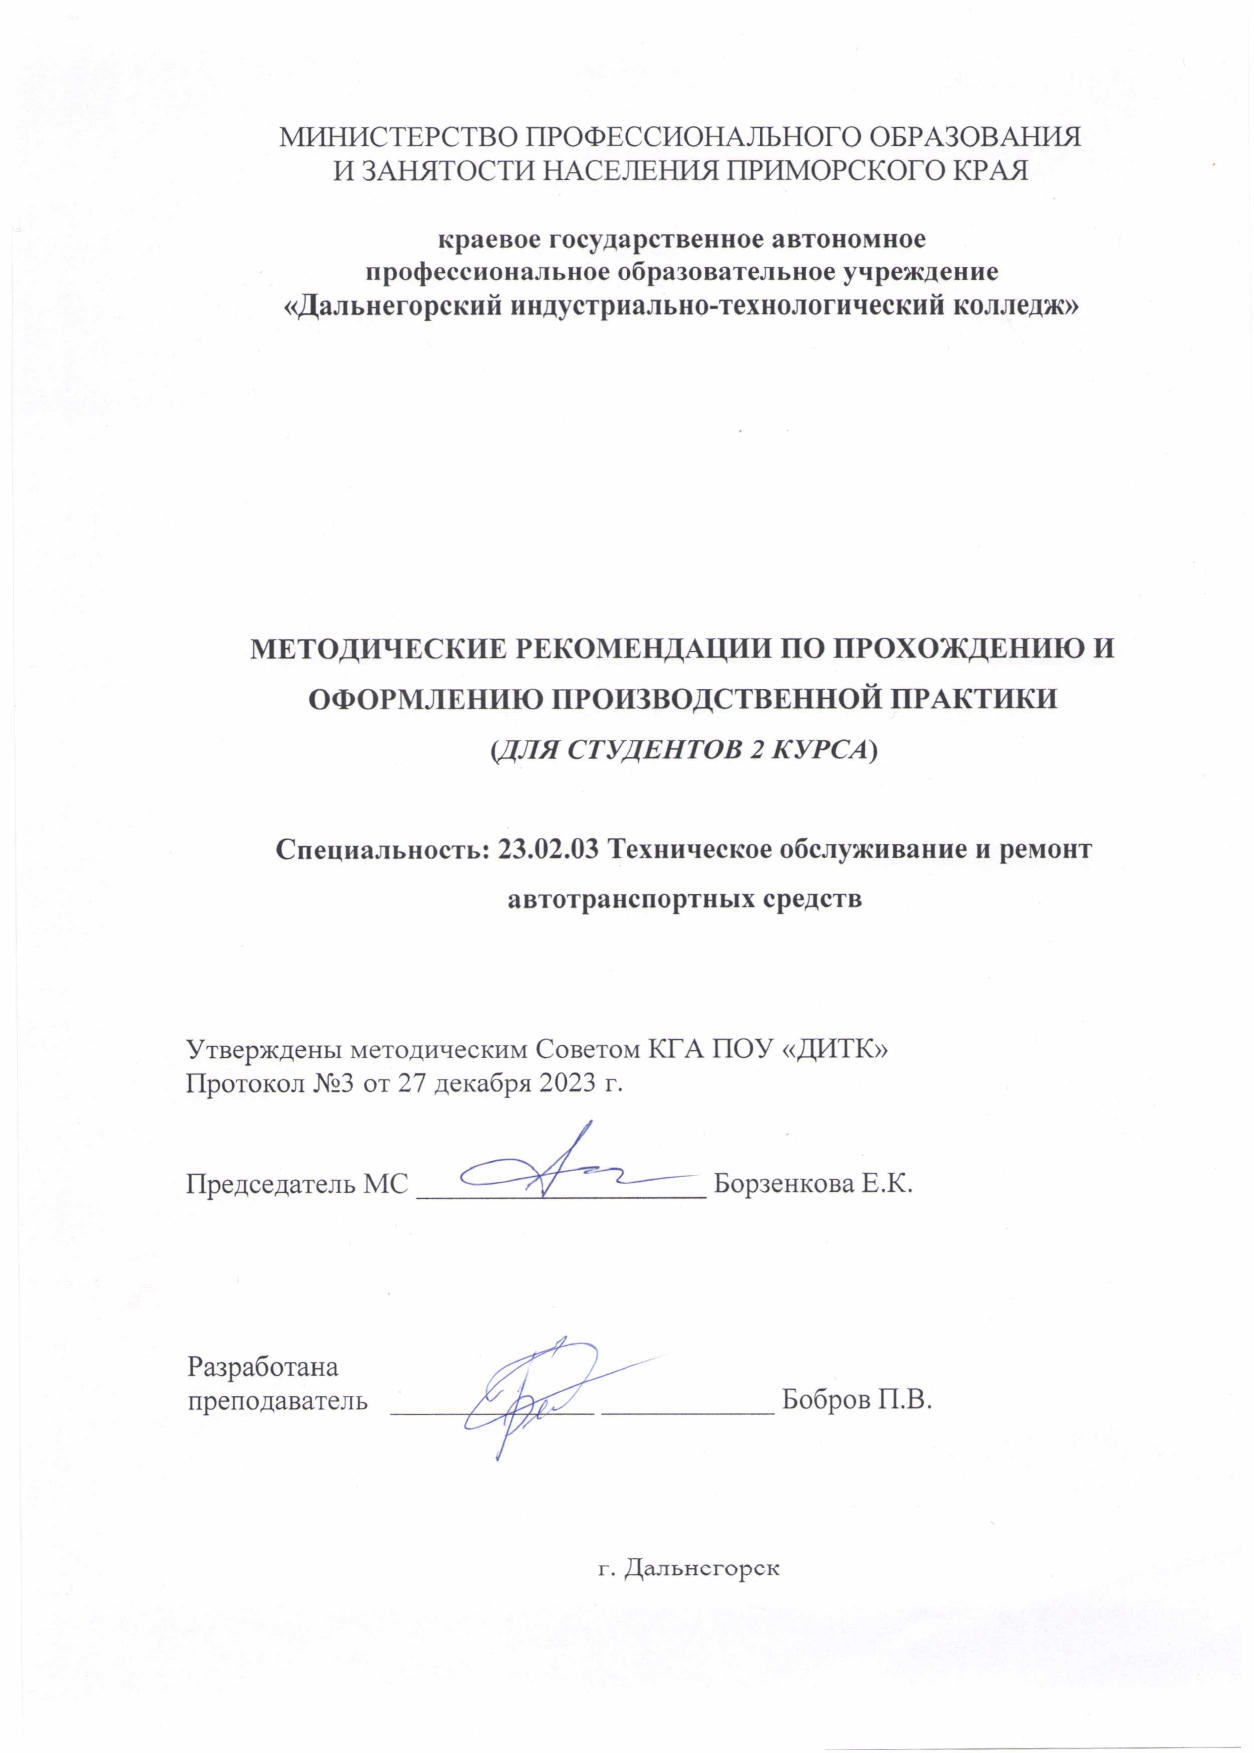 МИНИСТЕРСТВО ПРОФЕССИОНАЛЬНОГО ОБРАЗОВАНИЯ
И ЗАНЯТОСТИ НАСЕЛЕНИЯ ПРИМОРСКОГО КРАЯ
краевое государственное автономное
профессиональное образовательное учреждение
«Дальнегорский индустриально-технологический колледж»
МЕТОДИЧЕСКИЕ РЕКОМЕНДАЦИИ ПО ПРОХОЖДЕНИЮ И
ОФОРМЛЕНИЮ ПРОИЗВОДСТВЕННОЙ ПРАКТИКИ
(ДЛЯ СТУДЕНТОВ 2 КУРСА)
Специальность: 23.02.03 Техническое обслуживание и ремонт
автотранспортных средств
Утверждены методическим Советом КГА ПОУ «ДИТК»
Протокол №3 от 27 декабря 2023 г.
Председатель МС ____________________ Борзенкова Е.К.
Разработана
преподаватель ______________ ____________ Бобров П.В.
г. Дальнегорск